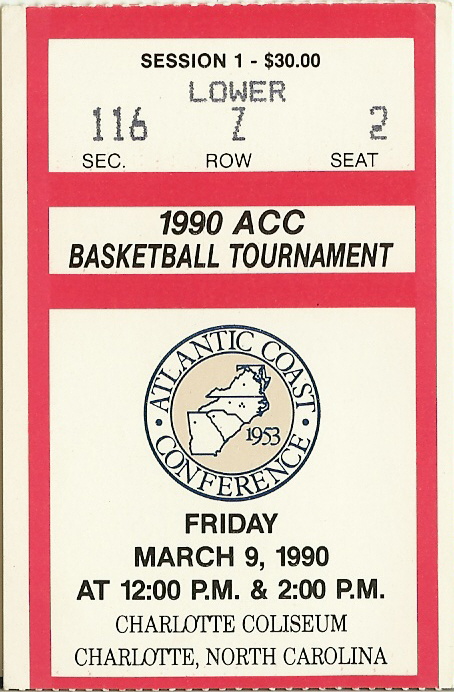 SESSION 1 - $30.00
LOWER
116 Z 2
SEC. ROW SEAT
1990 ACC
BASKETBALL TOURNAMENT
ATLANTIC COAST
1953
CONFERENCE
FRIDAY
MARCH 9, 1990
AT 12:00 P.M. & 2:00 P.M.
CHARLOTTE COLISEUM
CHARLOTTE, NORTH CAROLINA